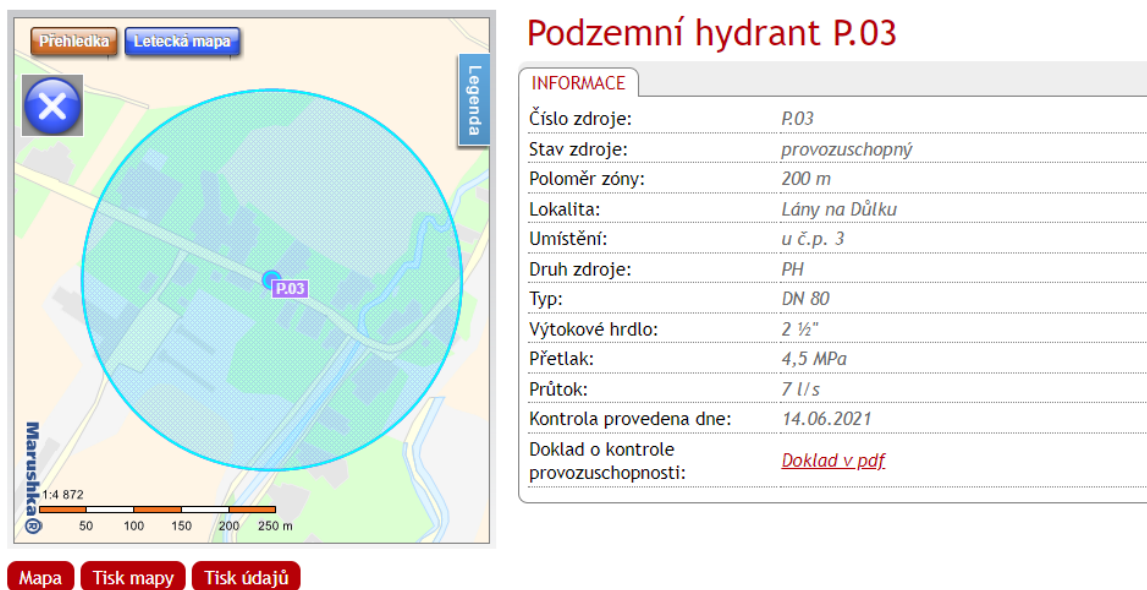 Přehledka Letecká mapa
Legenda
P.03
Marushka®
1:4 872
50 100 150 200 250 m
Mapa Tisk mapy Tisk údajů
Podzemní hydrant P.03
INFORMACE
Číslo zdroje: P.03
Stav zdroje: provozuschopný
Poloměr zóny: 200 m
Lokalita: Lány na Důlku
Umístění: u č.p. 3
Druh zdroje: PH
Typ: DN 80
Výtokové hrdlo: 2 ½"
Přetlak: 4,5 MPa
Průtok: 7 l/s
Kontrola provedena dne: 14.06.2021
Doklad o kontrole
provozuschopnosti: Doklad v pdf